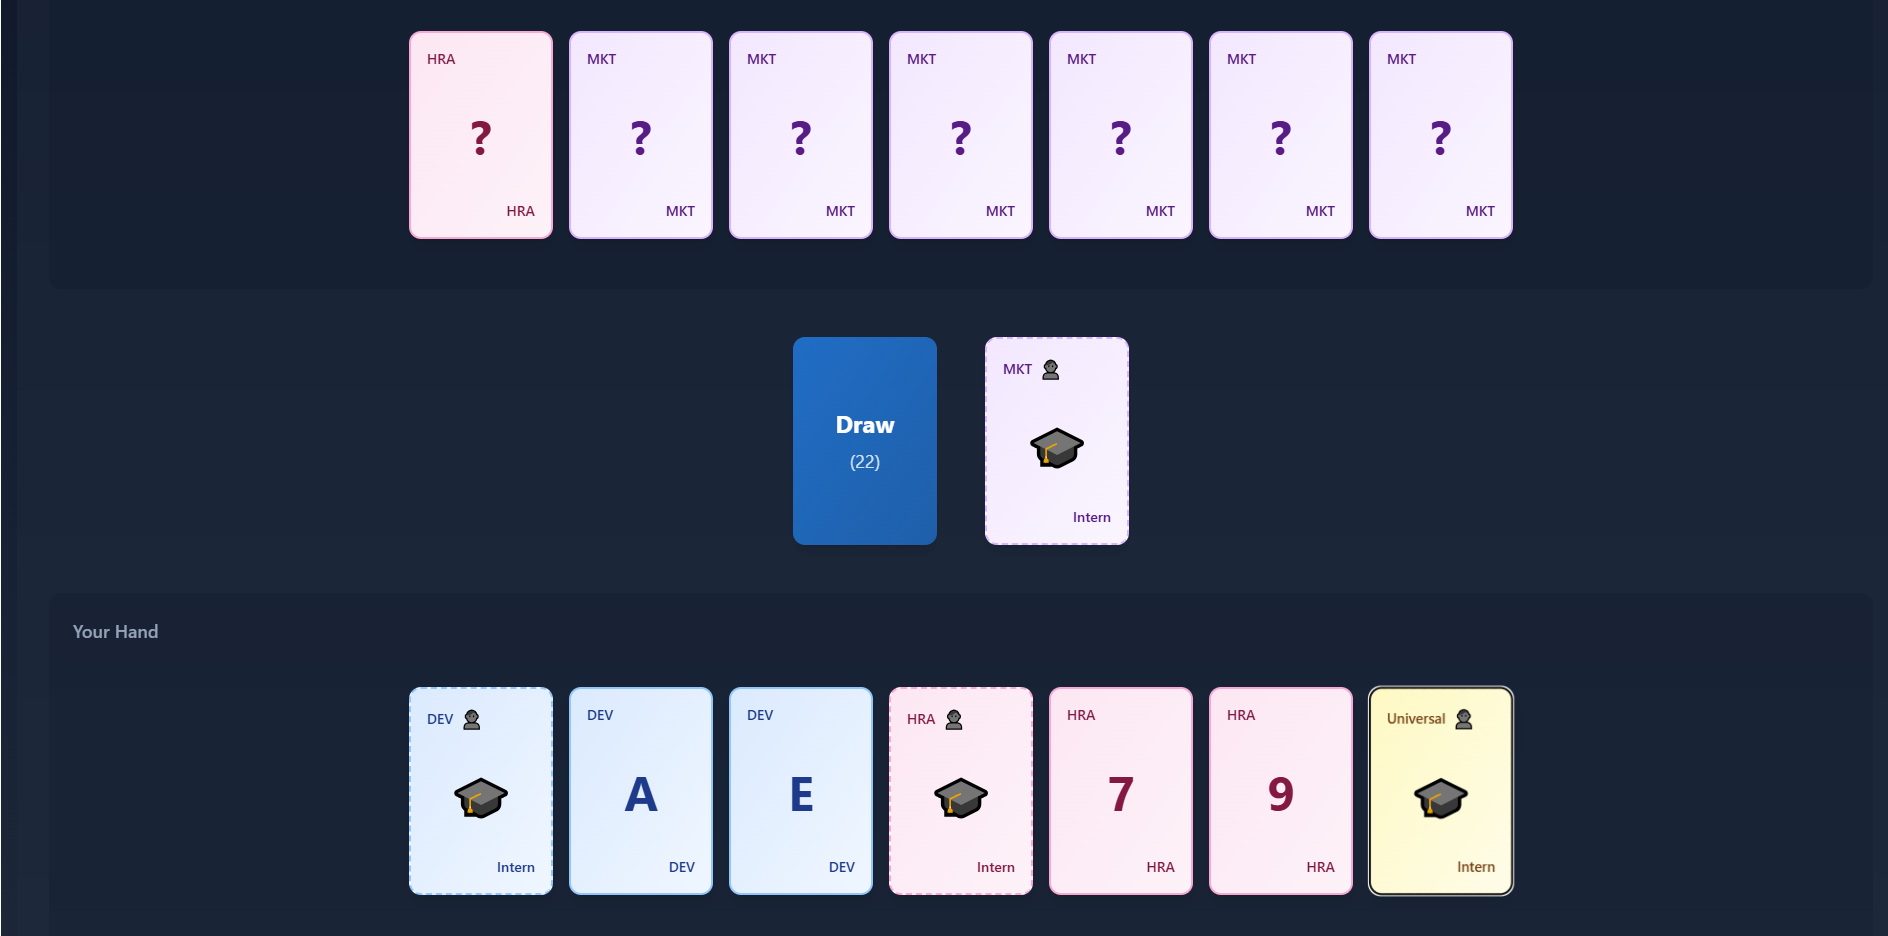 HRA
?
HRA
MKT
?
MKT
MKT
?
MKT
MKT
?
MKT
MKT
?
MKT
MKT
?
MKT
MKT
?
MKT
Draw
(22)
MKT
Intern
Your Hand
DEV
Intern
DEV
A
DEV
DEV
E
DEV
HRA
Intern
HRA
7
HRA
HRA
9
HRA
Universal
Intern